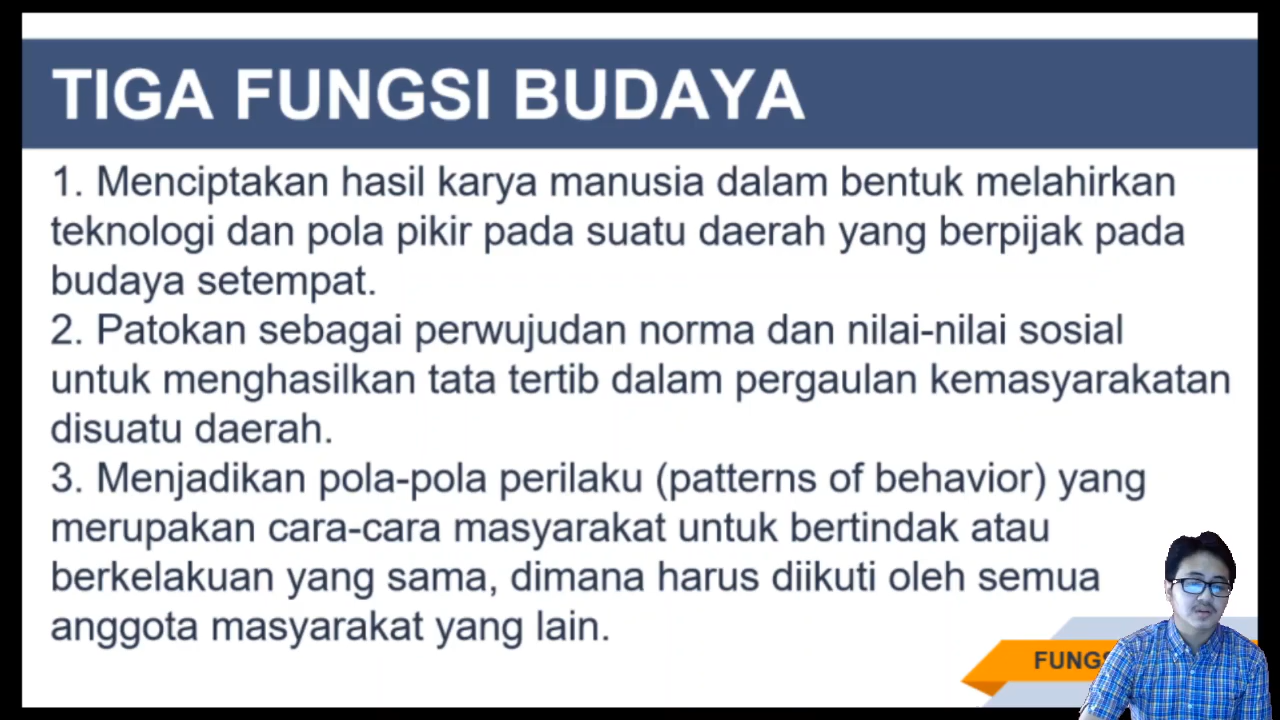 TIGA FUNGSI BUDAYA
1. Menciptakan hasil karya manusia dalam bentuk melahirkan
teknologi dan pola pikir pada suatu daerah yang berpijak pada
budaya setempat.
2. Patokan sebagai perwujudan norma dan nilai-nilai sosial
untuk menghasilkan tata tertib dalam pergaulan kemasyarakatan
disuatu daerah.
3. Menjadikan pola-pola perilaku (patterns of behavior) yang
merupakan cara-cara masyarakat untuk bertindak atau
berkelakuan yang sama, dimana harus diikuti oleh semua
anggota masyarakat yang lain.